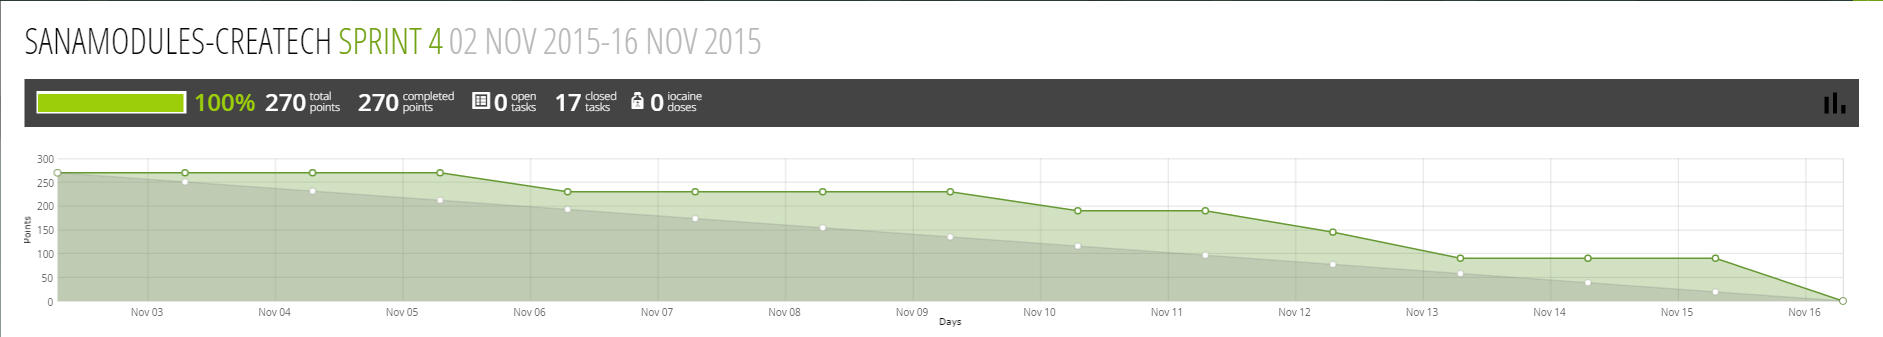 SANAMODULES-CREATECH SPRINT 4 02 NOV 2015-16 NOV 2015
100% 270 total points 270 completed points 0 open tasks 17 closed tasks 0 iocaine doses
300
250
200
150
100
50
0
Points
Nov 03 Nov 04 Nov 05 Nov 06 Nov 07 Nov 08 Nov 09 Nov 10 Nov 11 Nov 12 Nov 13 Nov 14 Nov 15 Nov 16
Days